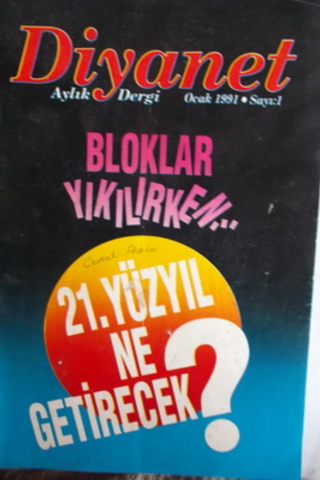 Diyanet
Aylık Dergi Ocak 1991 • Sayı:1
BLOKLAR
YIKILIRKEN..
21. YÜZYIL
NE
GETİRECEK?